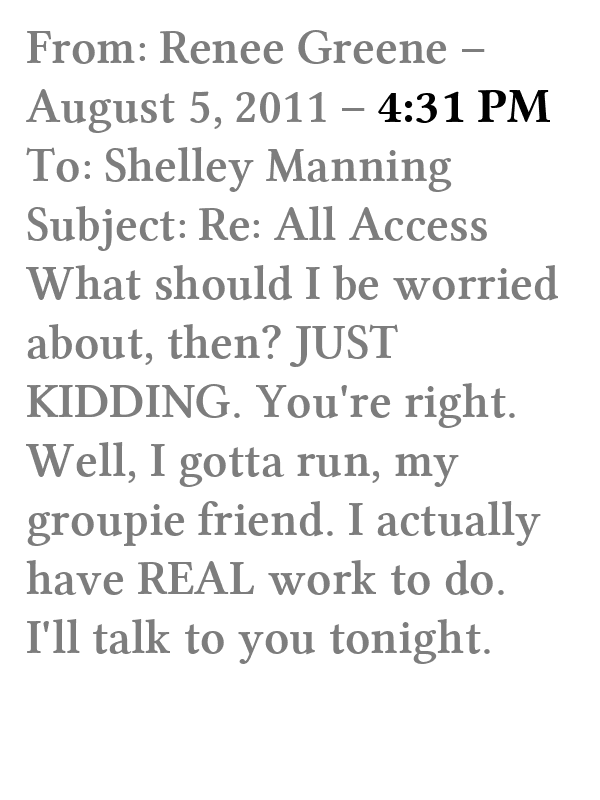 From: Renee Greene –
August 5, 2011 – 4:31 PM
To: Shelley Manning
Subject: Re: All Access
What should I be worried
about, then? JUST
KIDDING. You're right.
Well, I gotta run, my
groupie friend. I actually
have REAL work to do.
I'll talk to you tonight.